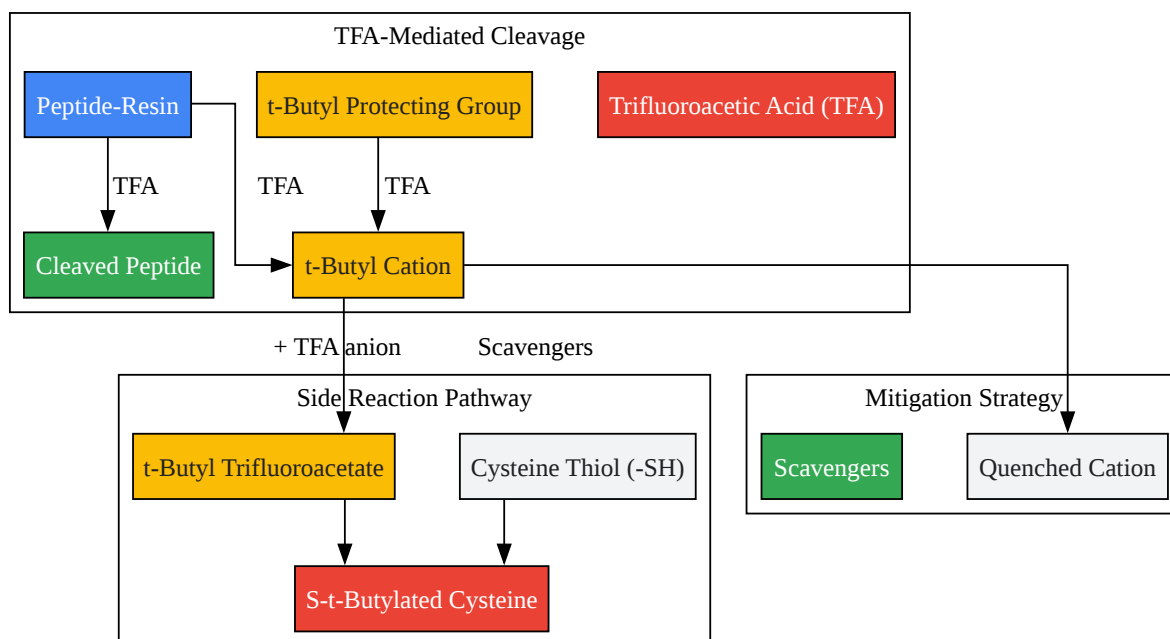 TFA-Mediated Cleavage
Peptide-Resin
t-Butyl Protecting Group
Trifluoroacetic Acid (TFA)
TFA
TFA
TFA
Cleaved Peptide
t-Butyl Cation
+ TFA anion
Scavengers
Side Reaction Pathway
Mitigation Strategy
t-Butyl Trifluoroacetate
Cysteine Thiol (-SH)
Scavengers
Quenched Cation
S-t-Butylated Cysteine